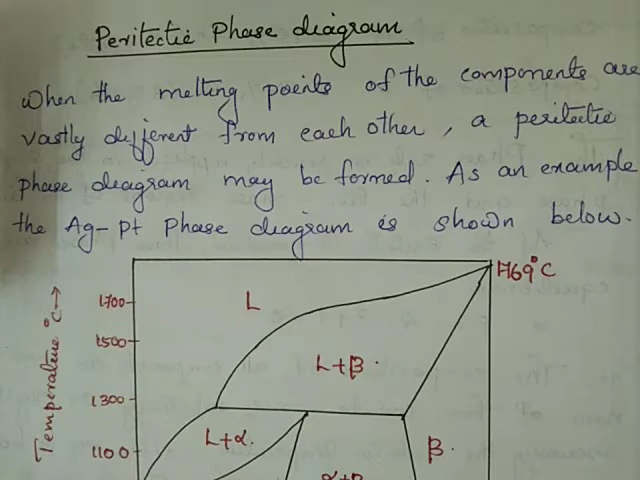 Peritectic Phase diagram
When the melting points of the components are
vastly different from each other, a peritectic
phase diagram may be formed. As an example
the Ag-pt Phase diagram is shown below.
1769°C
1700
L
1500
L+β
1300
L+α
1100
β
α+β
Temperature °C→